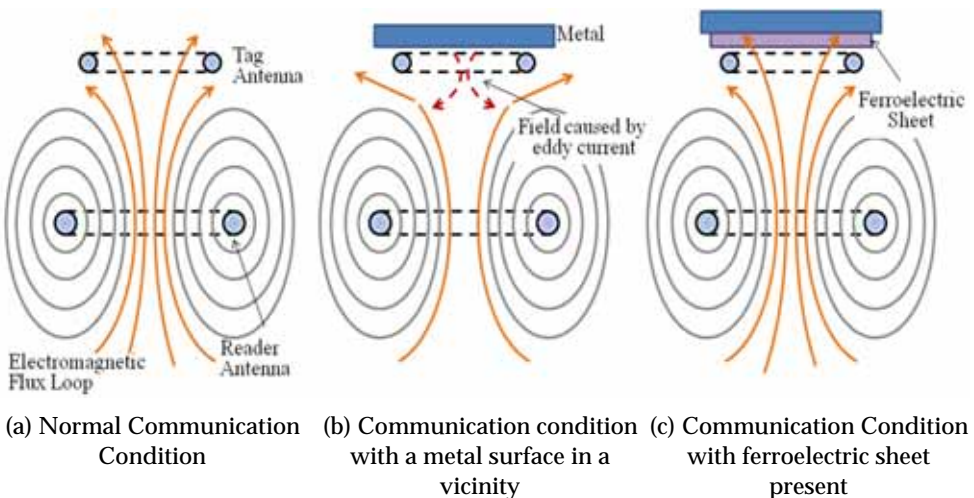 Tag
Antenna
Electromagnetic
Flux Loop
Reader
Antenna
Metal
Field caused by
eddy current
Ferroelectric
Sheet
(a) Normal Communication
Condition
(b) Communication condition
with a metal surface in a
vicinity
(c) Communication Condition
with ferroelectric sheet
present